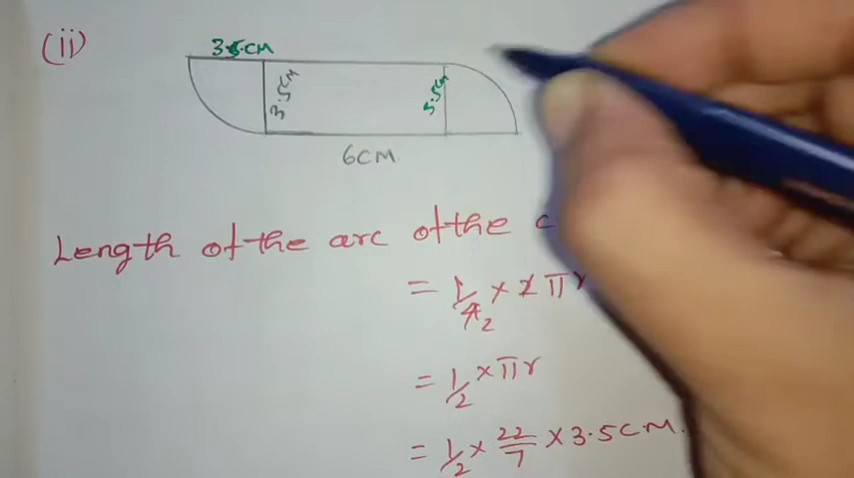 (ii)
3.5CM
3.5CM
3.5CM
6CM
Length of the arc of the
= 1/4 2 × 2πr
= 1/2 × πr
= 1/2 × 22/7 × 3.5CM.